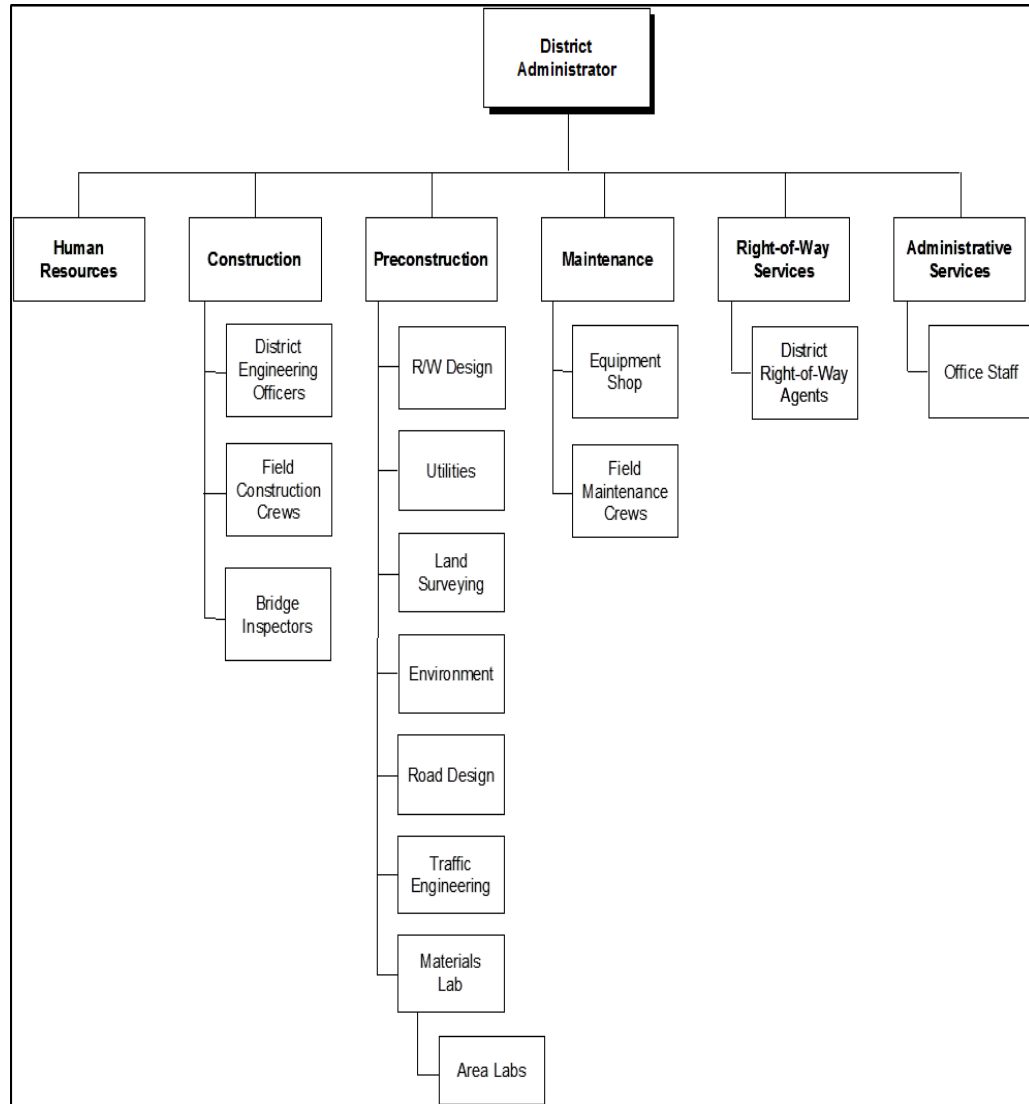 District
Administrator
Human
Resources
Construction
Preconstruction
Maintenance
Right-of-Way
Services
Administrative
Services
District
Engineering
Officers
Field
Construction
Crews
Bridge
Inspectors
R/W Design
Utilities
Land
Surveying
Environment
Road Design
Traffic
Engineering
Materials
Lab
Area Labs
Equipment
Shop
Field
Maintenance
Crews
District
Right-of-Way
Agents
Office Staff